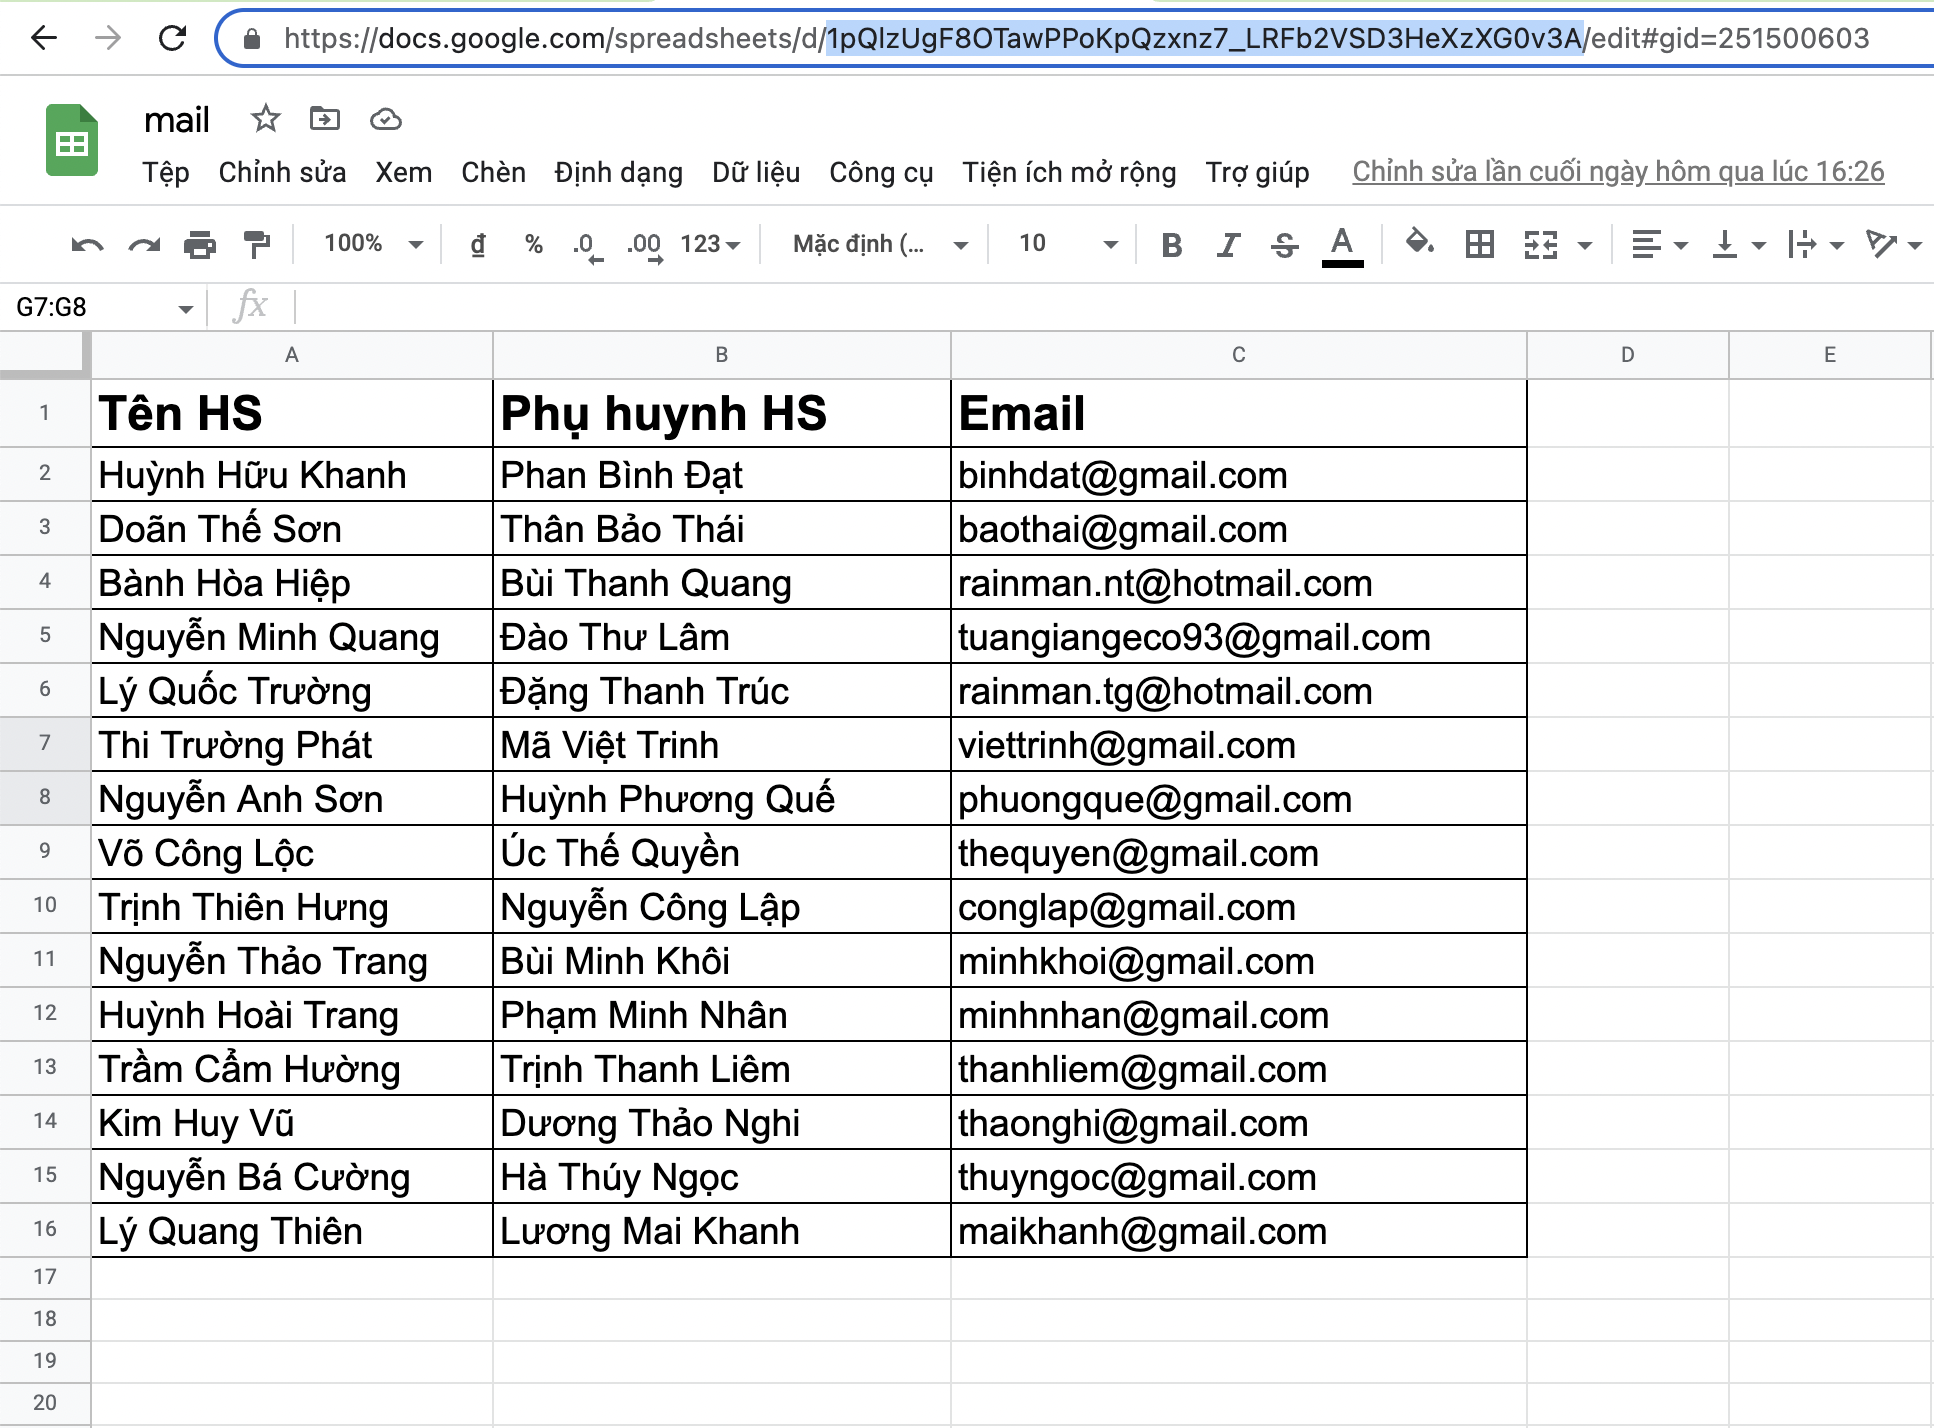 https://docs.google.com/spreadsheets/d/1pQIzUgF8OTawPPoKpQzxnz7_LRFb2VSD3HeXzXG0v3A/edit#gid=251500603
mail
Tệp Chỉnh sửa Xem Chèn Định dạng Dữ liệu Công cụ Tiện ích mở rộng Trợ giúp Chỉnh sửa lần cuối ngày hôm qua lúc 16:26
100% đ % .0 .00 123 Mặc định (... 10 B I S A
G7:G8 fx
A B C D E
1 Tên HS Phụ huynh HS Email
2 Huỳnh Hữu Khanh Phan Bình Đạt binhdat@gmail.com
3 Doãn Thế Sơn Thân Bảo Thái baothai@gmail.com
4 Bành Hòa Hiệp Bùi Thanh Quang rainman.nt@hotmail.com
5 Nguyễn Minh Quang Đào Thư Lâm tuangiangeco93@gmail.com
6 Lý Quốc Trường Đặng Thanh Trúc rainman.tg@hotmail.com
7 Thi Trường Phát Mã Việt Trinh viettrinh@gmail.com
8 Nguyễn Anh Sơn Huỳnh Phương Quế phuongque@gmail.com
9 Võ Công Lộc Úc Thế Quyền thequyen@gmail.com
10 Trịnh Thiên Hưng Nguyễn Công Lập conglap@gmail.com
11 Nguyễn Thảo Trang Bùi Minh Khôi minhkhoi@gmail.com
12 Huỳnh Hoài Trang Phạm Minh Nhân minhnhan@gmail.com
13 Trầm Cẩm Hường Trịnh Thanh Liêm thanhliem@gmail.com
14 Kim Huy Vũ Dương Thảo Nghi thaonghi@gmail.com
15 Nguyễn Bá Cường Hà Thúy Ngọc thuyngoc@gmail.com
16 Lý Quang Thiên Lương Mai Khanh maikhanh@gmail.com
17
18
19
20